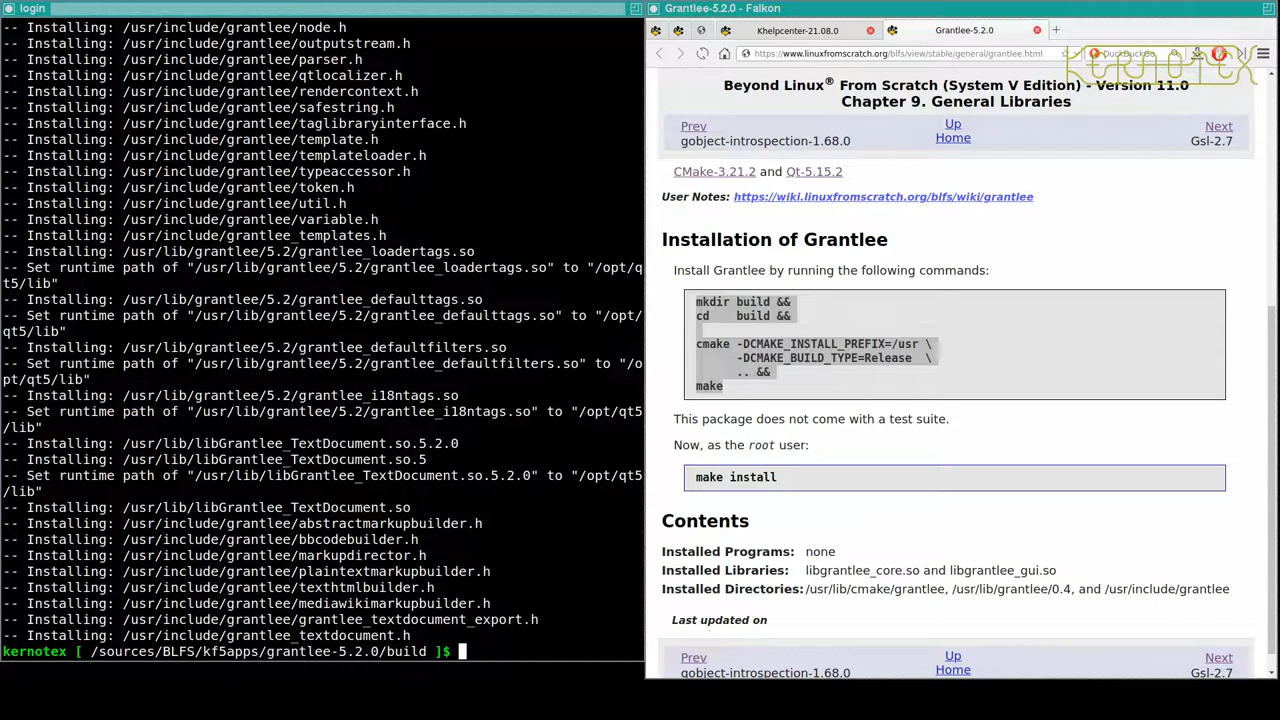 login
-- Installing: /usr/include/grantlee/node.h
-- Installing: /usr/include/grantlee/outputstream.h
-- Installing: /usr/include/grantlee/parser.h
-- Installing: /usr/include/grantlee/qtlocalizer.h
-- Installing: /usr/include/grantlee/rendercontext.h
-- Installing: /usr/include/grantlee/safestring.h
-- Installing: /usr/include/grantlee/taglibraryinterface.h
-- Installing: /usr/include/grantlee/template.h
-- Installing: /usr/include/grantlee/templateloader.h
-- Installing: /usr/include/grantlee/typeaccessor.h
-- Installing: /usr/include/grantlee/token.h
-- Installing: /usr/include/grantlee/util.h
-- Installing: /usr/include/grantlee/variable.h
-- Installing: /usr/include/grantlee_templates.h
-- Installing: /usr/lib/grantlee/5.2/grantlee_loadertags.so
-- Set runtime path of "/usr/lib/grantlee/5.2/grantlee_loadertags.so" to "/opt/q
t5/lib"
-- Installing: /usr/lib/grantlee/5.2/grantlee_defaulttags.so
-- Set runtime path of "/usr/lib/grantlee/5.2/grantlee_defaulttags.so" to "/opt/
qt5/lib"
-- Installing: /usr/lib/grantlee/5.2/grantlee_defaultfilters.so
-- Set runtime path of "/usr/lib/grantlee/5.2/grantlee_defaultfilters.so" to "/o
pt/qt5/lib"
-- Installing: /usr/lib/grantlee/5.2/grantlee_i18ntags.so
-- Set runtime path of "/usr/lib/grantlee/5.2/grantlee_i18ntags.so" to "/opt/qt5
/lib"
-- Installing: /usr/lib/libGrantlee_TextDocument.so.5.2.0
-- Installing: /usr/lib/libGrantlee_TextDocument.so.5
-- Set runtime path of "/usr/lib/libGrantlee_TextDocument.so.5.2.0" to "/opt/qt5
/lib"
-- Installing: /usr/lib/libGrantlee_TextDocument.so
-- Installing: /usr/include/grantlee/abstractmarkupbuilder.h
-- Installing: /usr/include/grantlee/bbcodebuilder.h
-- Installing: /usr/include/grantlee/markupdirector.h
-- Installing: /usr/include/grantlee/plaintextmarkupbuilder.h
-- Installing: /usr/include/grantlee/texthtmlbuilder.h
-- Installing: /usr/include/grantlee/mediawikimarkupbuilder.h
-- Installing: /usr/include/grantlee/grantlee_textdocument_export.h
-- Installing: /usr/include/grantlee_textdocument.h
kernotex [ /sources/BLFS/kf5apps/grantlee-5.2.0/build ]$
Grantlee-5.2.0 - Falkon
Khelpcenter-21.08.0
Grantlee-5.2.0
https://www.linuxfromscratch.org/blfs/view/stable/general/grantlee.html
DuckDuckGo
KERNOTEX
Beyond Linux® From Scratch (System V Edition) - Version 11.0
Chapter 9. General Libraries
Prev Up Next
gobject-introspection-1.68.0 Home Gsl-2.7
CMake-3.21.2 and Qt-5.15.2
User Notes: https://wiki.linuxfromscratch.org/blfs/wiki/grantlee
Installation of Grantlee
Install Grantlee by running the following commands:
mkdir build &&
cd    build &&
cmake -DCMAKE_INSTALL_PREFIX=/usr \
-DCMAKE_BUILD_TYPE=Release  \
.. &&
make
This package does not come with a test suite.
Now, as the root user:
make install
Contents
Installed Programs: none
Installed Libraries: libgrantlee_core.so and libgrantlee_gui.so
Installed Directories: /usr/lib/cmake/grantlee, /usr/lib/grantlee/0.4, and /usr/include/grantlee
Last updated on
Prev Up Next
gobject-introspection-1.68.0 Home Gsl-2.7